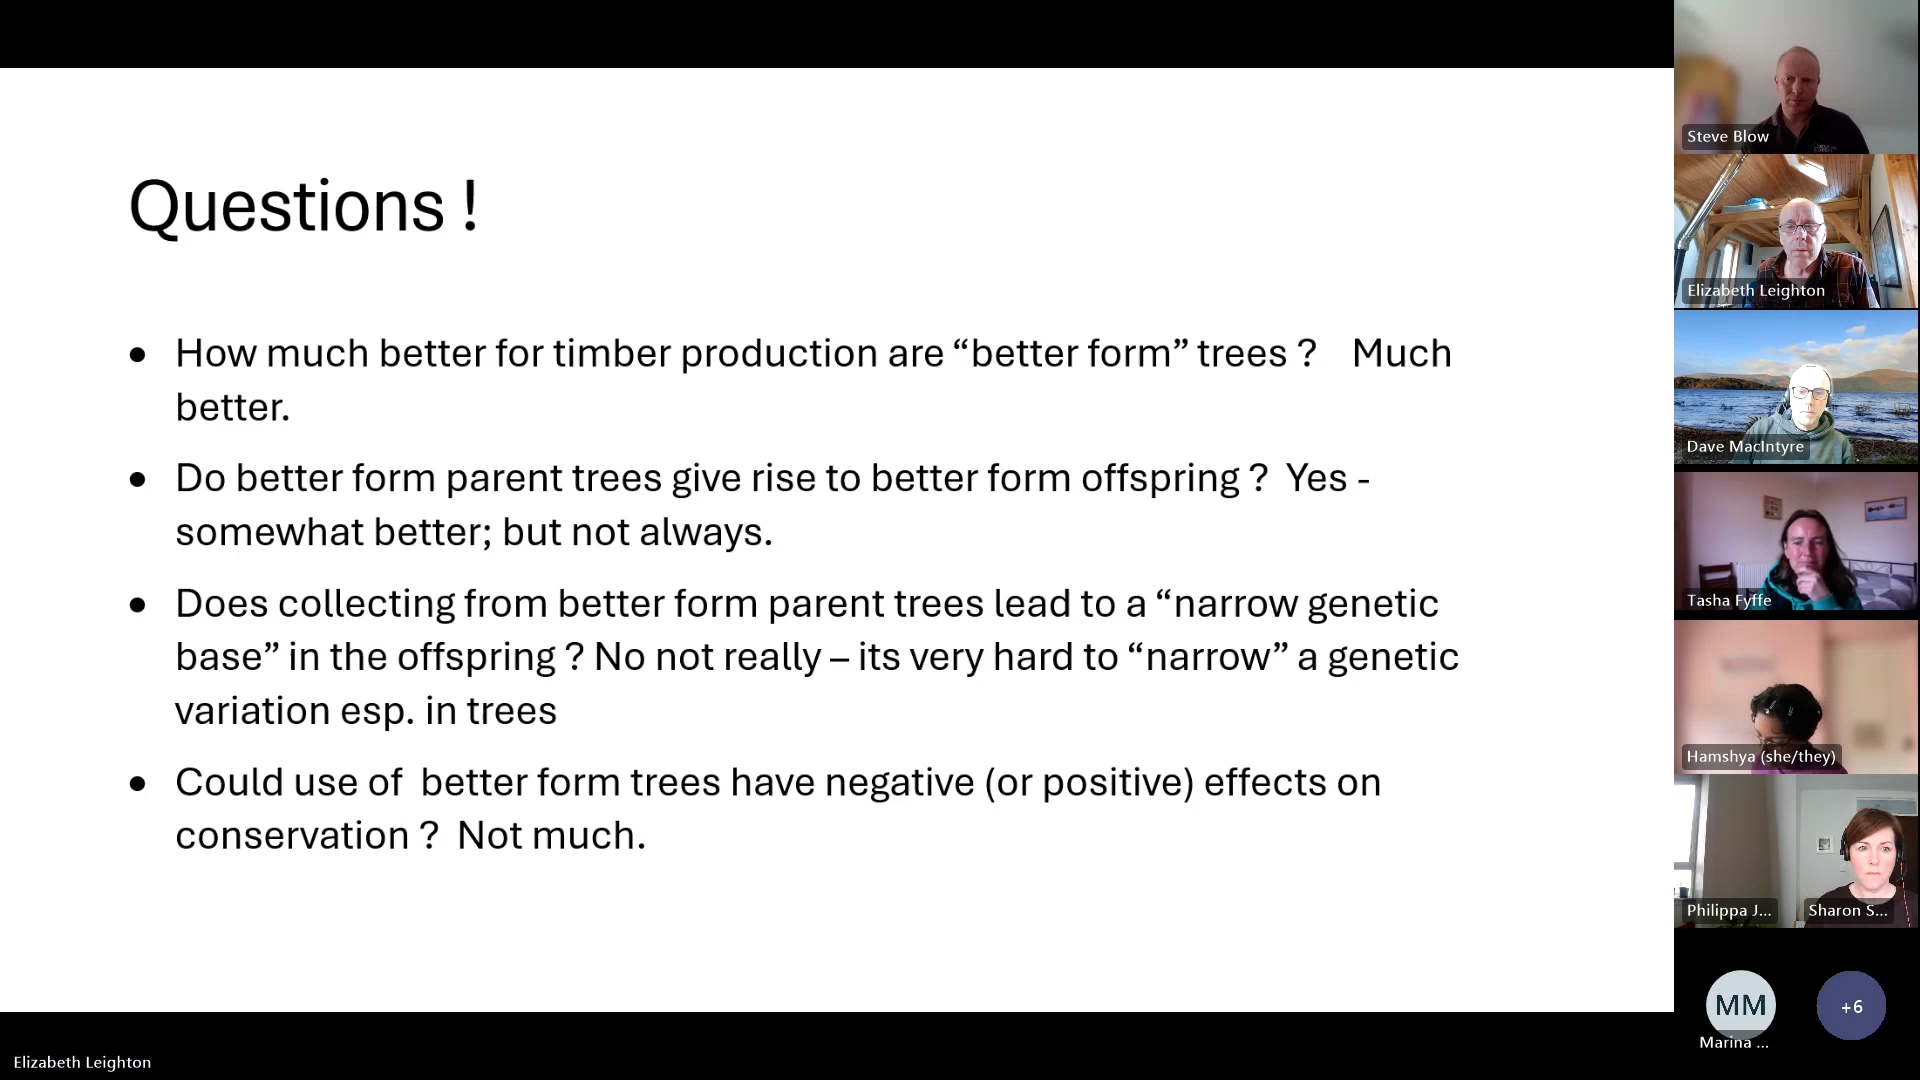 Questions !
• How much better for timber production are “better form” trees ? Much
better.
• Do better form parent trees give rise to better form offspring ? Yes -
somewhat better; but not always.
• Does collecting from better form parent trees lead to a “narrow genetic
base” in the offspring ? No not really – its very hard to “narrow” a genetic
variation esp. in trees
• Could use of better form trees have negative (or positive) effects on
conservation ? Not much.
Elizabeth Leighton
Steve Blow
Elizabeth Leighton
Dave MacIntyre
Tasha Fyffe
Hamshya (she/they)
Philippa J...
Sharon S...
MM
Marina ...
+6